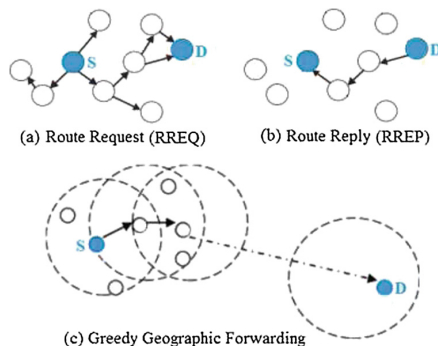 S
D
S
D
(a) Route Request (RREQ)
(b) Route Reply (RREP)
S
D
(c) Greedy Geographic Forwarding